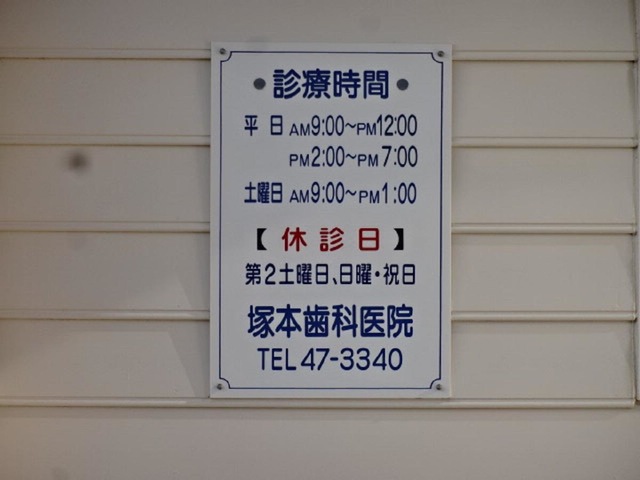 ●診療時間●
平 日 AM9:00～PM12:00
PM2:00～PM7:00
土曜日 AM9:00～PM1:00
【休診日】
第2土曜日、日曜・祝日
塚本歯科医院
TEL 47-3340